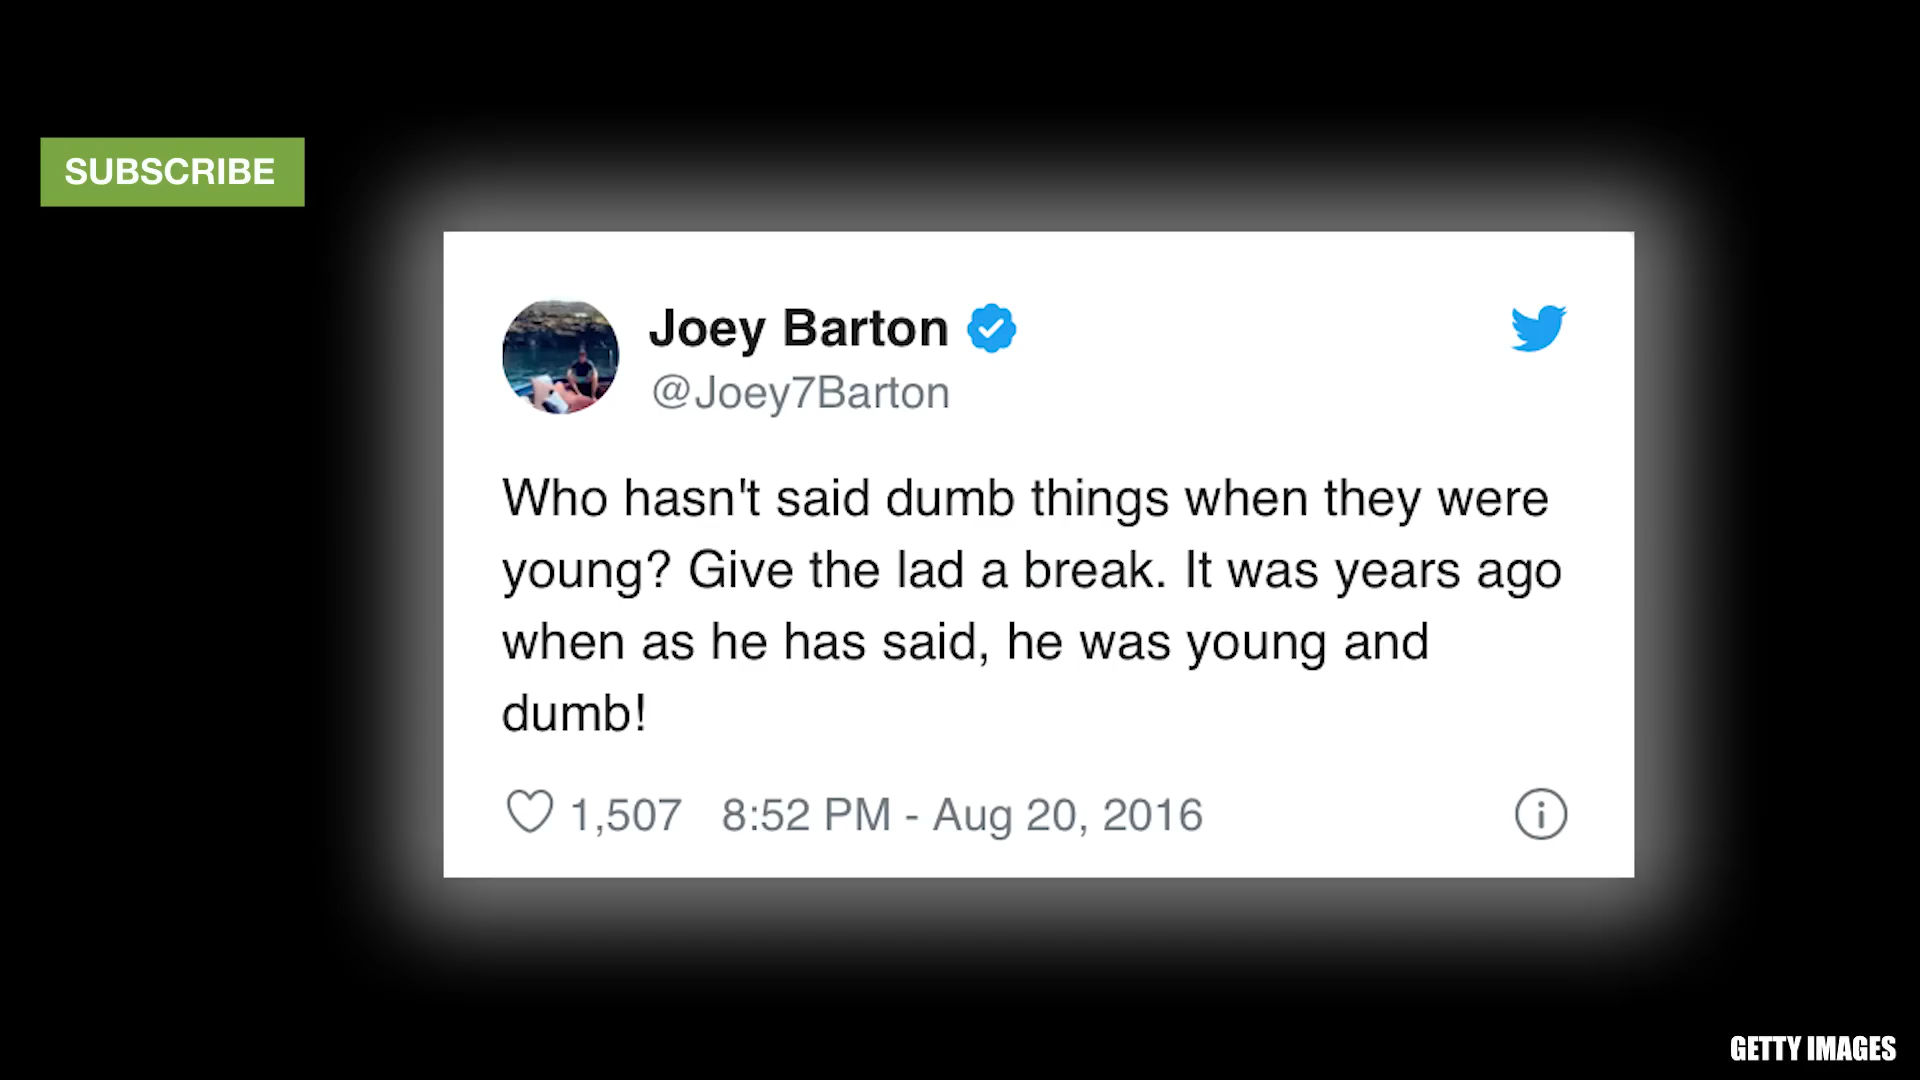 SUBSCRIBE
Joey Barton
@Joey7Barton
Who hasn't said dumb things when they were
young? Give the lad a break. It was years ago
when as he has said, he was young and
dumb!
1,507 8:52 PM - Aug 20, 2016
GETTY IMAGES